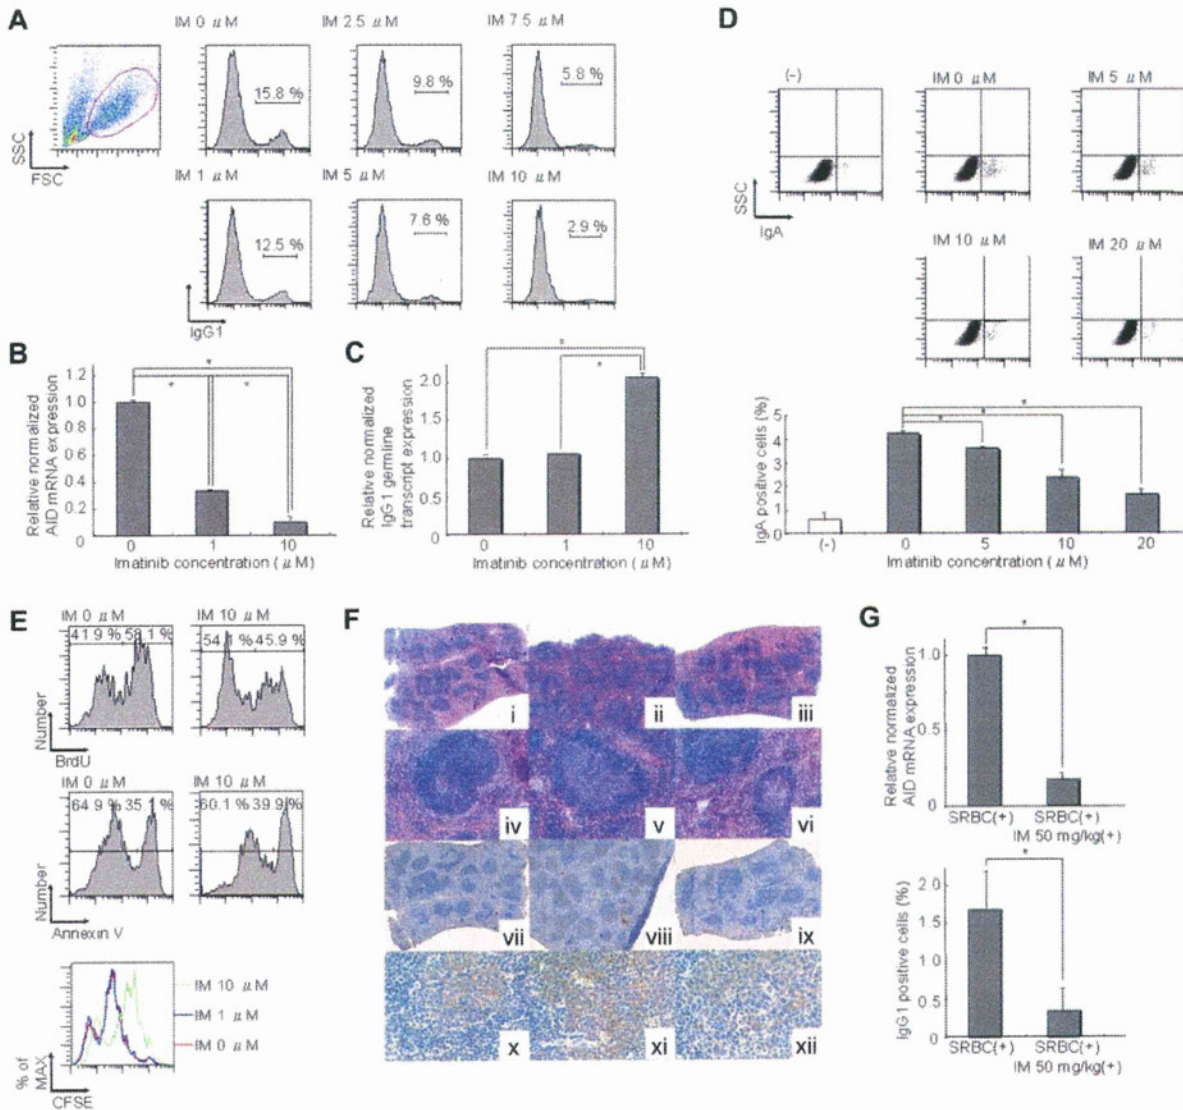 A
IM 0 μM
IM 2.5 μM
IM 7.5 μM
15.8 %
9.8 %
5.8 %
SSC
FSC
IM 1 μM
IM 5 μM
IM 10 μM
12.5 %
7.6 %
2.9 %
IgG1
B
Relative normalized
AID mRNA expression
1.2
1.0
0.8
0.6
0.4
0.2
0
*
*
*
0
1
10
Imatinib concentration (μM)
C
Relative normalized
IgG1 germline
transcript expression
2.0
1.0
0.5
0
*
*
0
1
10
Imatinib concentration (μM)
D
(-)
IM 0 μM
IM 5 μM
SSC
IgA
IM 10 μM
IM 20 μM
IgA positive cells (%)
5
4
3
2
1
0
*
*
*
(-)
0
5
10
20
Imatinib concentration (μM)
E
IM 0 μM
IM 10 μM
41.9 % 58.1 %
54.1 % 45.9 %
Number
BrdU
IM 0 μM
IM 10 μM
64.9 % 35.1 %
60.1 % 39.9 %
Number
Annexin V
IM 10 μM
IM 1 μM
IM 0 μM
% of
MAX
CFSE
F
i
ii
iii
iv
v
vi
vii
viii
ix
x
xi
xii
G
Relative normalized
AID mRNA expression
1.0
0.5
0
*
SRBC(+)
SRBC(+)
IM 50 mg/kg(+)
IgG1 positive cells (%)
2.0
1.5
1.0
0.5
0
*
SRBC(+)
SRBC(+)
IM 50 mg/kg(+)